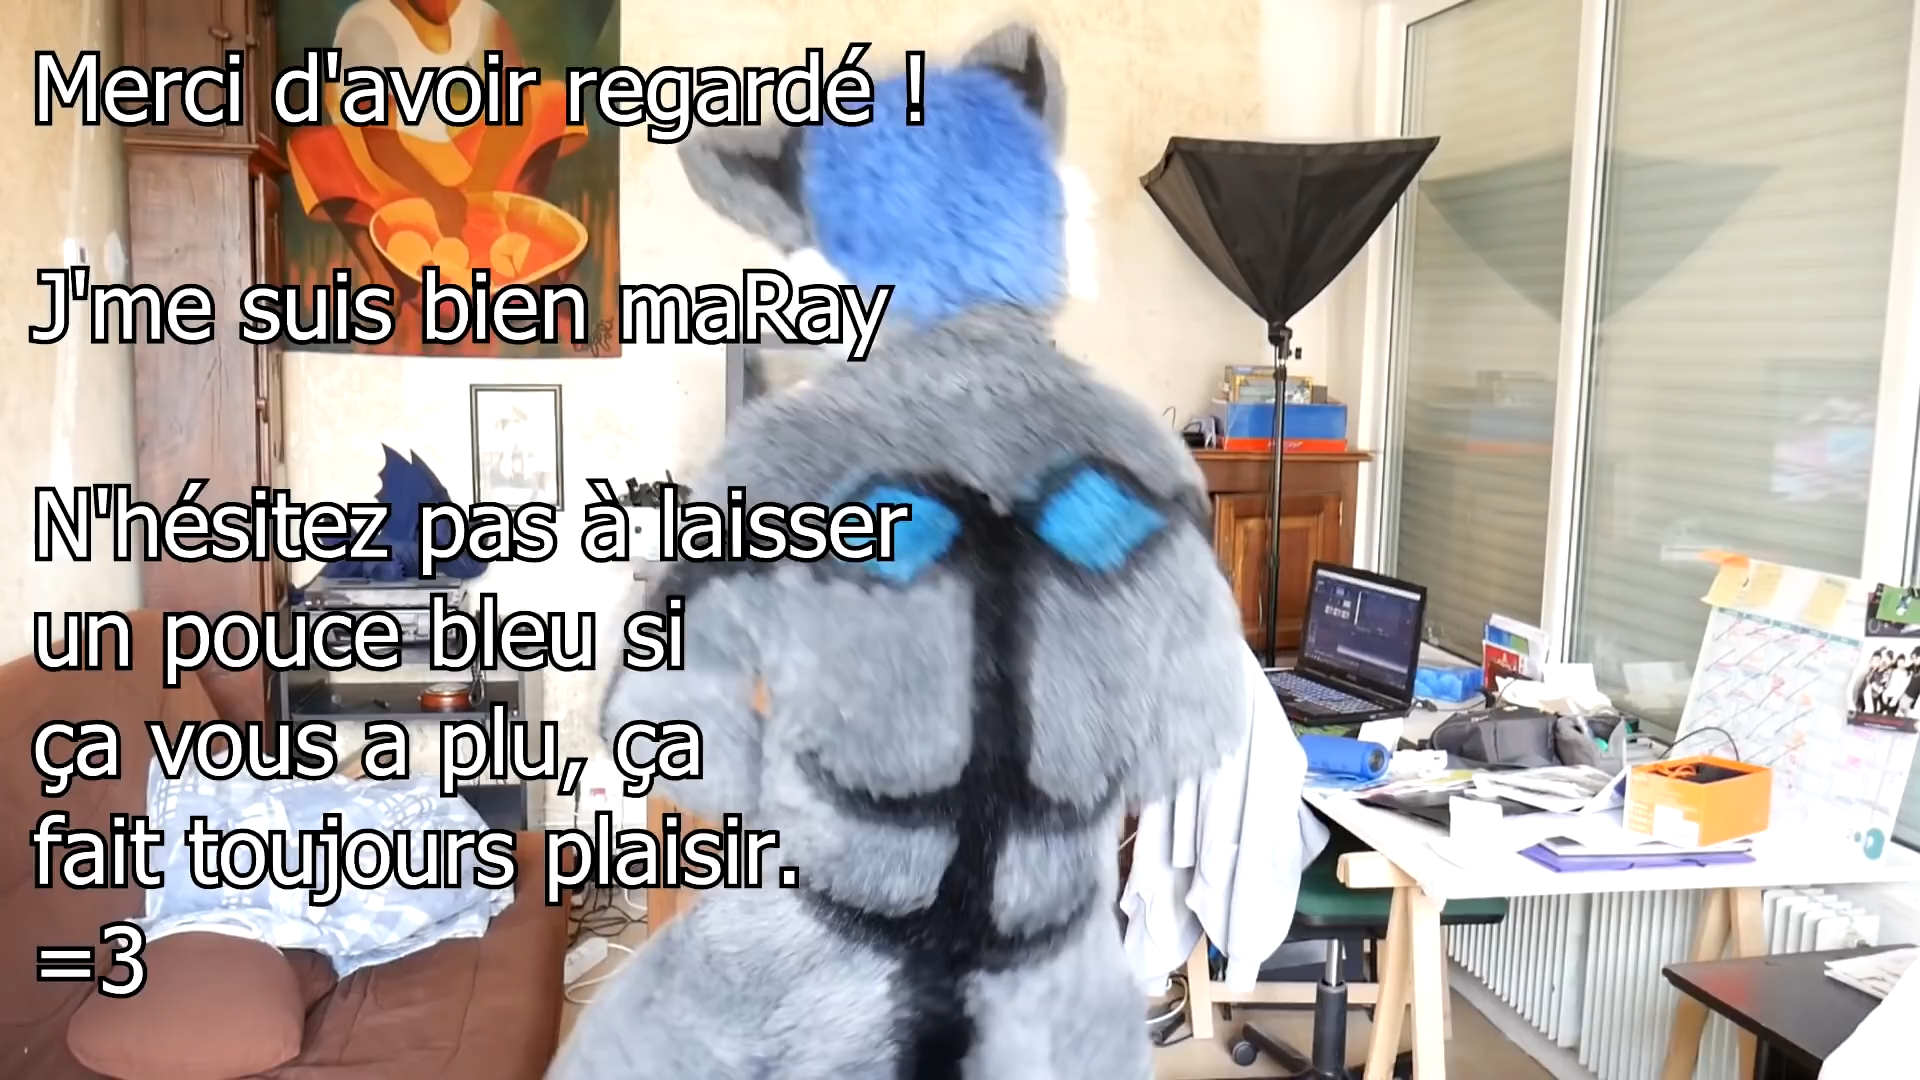 Merci d'avoir regardé !
J'me suis bien maRay
N'hésitez pas à laisser
un pouce bleu si
ça vous a plu, ça
fait toujours plaisir.
=3